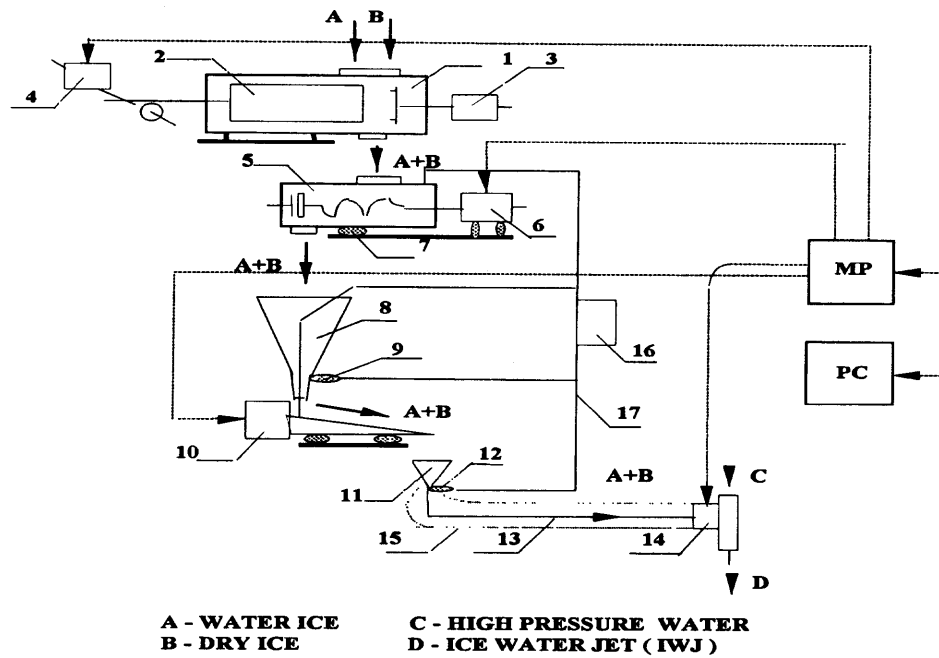 A B
2 1 3
4
5 A+B
6
7
A+B MP
8
16
9
PC
A+B
17
10
12
11 A+B C
15 13 14
D
A - WATER ICE C - HIGH PRESSURE WATER
B - DRY ICE D - ICE WATER JET ( IWJ )